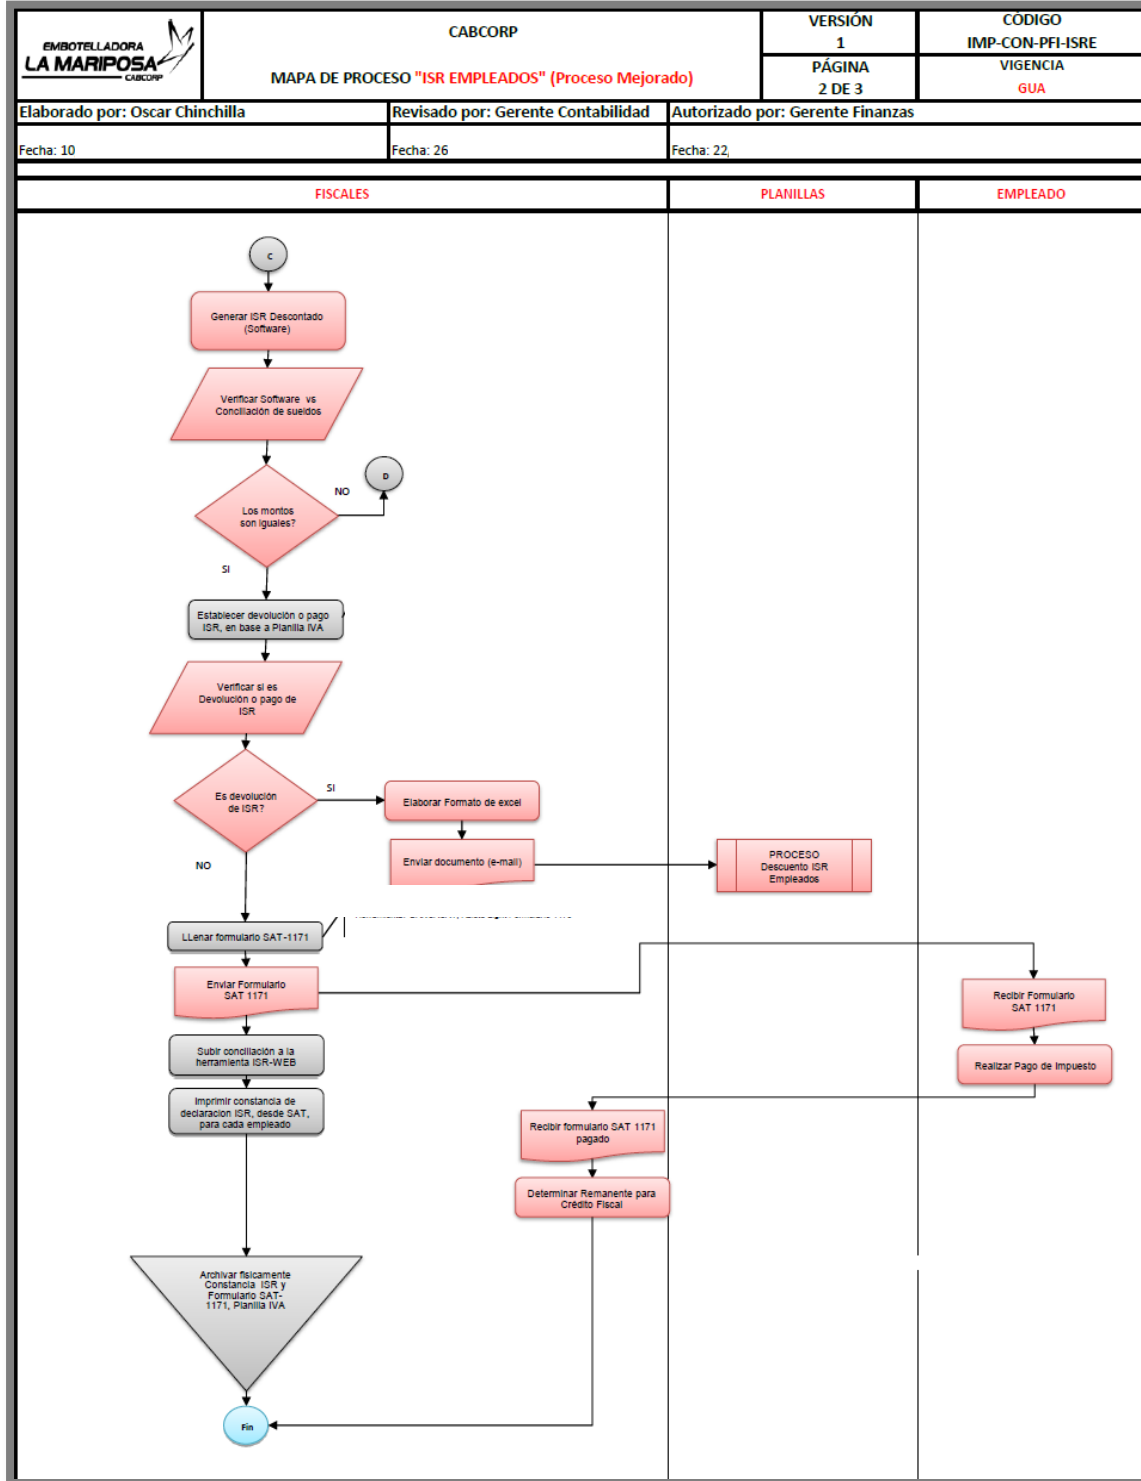 EMBOTELLADORA
LA MARIPOSA
CABCORP
CABCORP
MAPA DE PROCESO "ISR EMPLEADOS" (Proceso Mejorado)
VERSIÓN
1
CÓDIGO
IMP-CON-PFI-ISRE
PÁGINA
2 DE 3
VIGENCIA
GUA
Elaborado por: Oscar Chinchilla
Revisado por: Gerente Contabilidad
Autorizado por: Gerente Finanzas
Fecha: 10
Fecha: 26
Fecha: 22
FISCALES
PLANILLAS
EMPLEADO
C
Generar ISR Descontado
(Software)
Verificar Software vs
Conciliación de sueldos
D
NO
Los montos
son iguales?
SI
Establecer devolución o pago
ISR, en base a Planilla IVA
Verificar si es
Devolución o pago de
ISR
Es devolución
de ISR?
SI
Elaborar Formato de excel
NO
Enviar documento (e-mail)
PROCESO
Descuento ISR
Empleados
LLenar formulario SAT-1171
Enviar Formulario
SAT 1171
Recibir Formulario
SAT 1171
Subir conciliación a la
herramienta ISR-WEB
Realizar Pago de Impuesto
Imprimir constancia de
declaracion ISR, desde SAT,
para cada empleado
Recibir formulario SAT 1171
pagado
Determinar Remanente para
Crédito Fiscal
Archivar fisicamente
Constancia ISR y
Formulario SAT-
1171, Planilla IVA
Fin